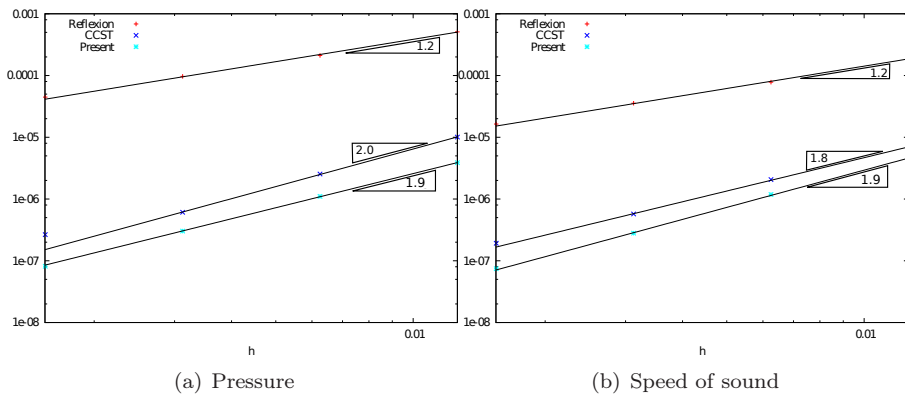 0.001
0.0001
1e-05
1e-06
1e-07
1e-08
Reflexion
CCST
Present
1.2
2.0
1.9
0.01
h
(a) Pressure
0.001
0.0001
1e-05
1e-06
1e-07
1e-08
Reflexion
CCST
Present
1.2
1.8
1.9
0.01
h
(b) Speed of sound